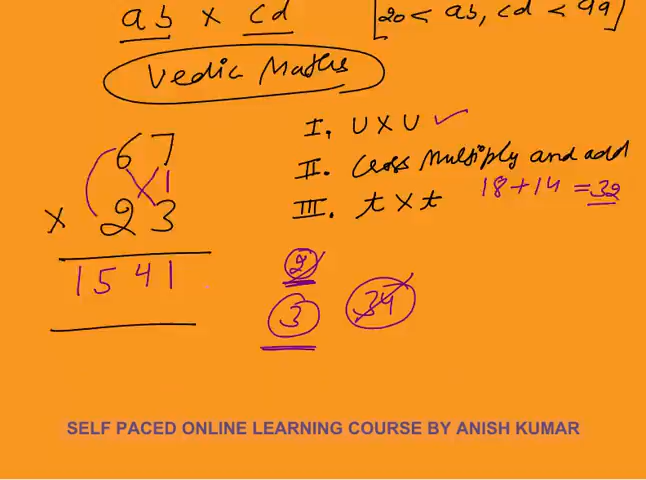 ab × cd [20 < ab, cd < 99]
Vedic Maths
I. U×U ✓
67
II. Cross Multiply and add
18+14 = 32
× 23
III. t×t
1541
2
3 34
SELF PACED ONLINE LEARNING COURSE BY ANISH KUMAR